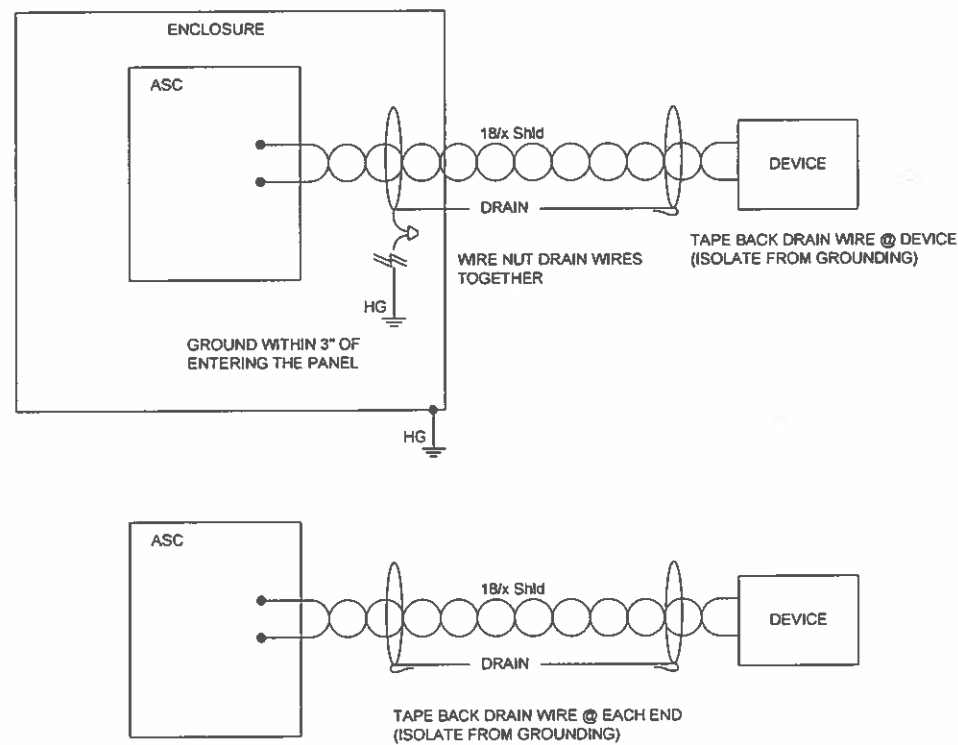 ENCLOSURE
ASC
18/x Shld
DEVICE
DRAIN
TAPE BACK DRAIN WIRE @ DEVICE
(ISOLATE FROM GROUNDING)
WIRE NUT DRAIN WIRES
TOGETHER
HG
GROUND WITHIN 3" OF
ENTERING THE PANEL
HG
ASC
18/x Shld
DEVICE
DRAIN
TAPE BACK DRAIN WIRE @ EACH END
(ISOLATE FROM GROUNDING)